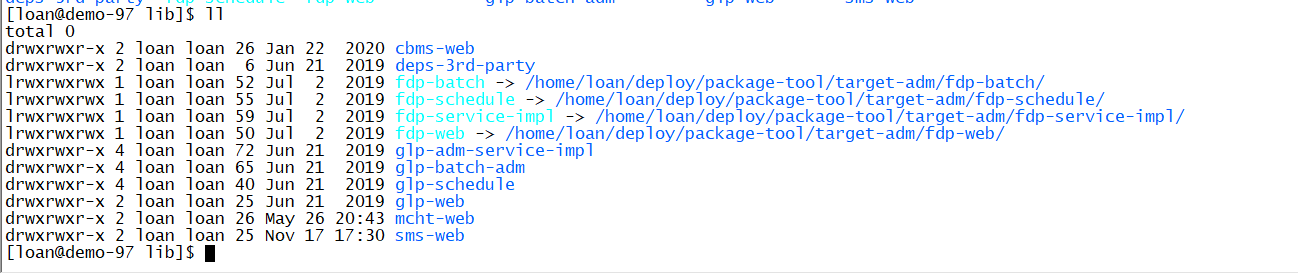 deps-3rd-party fdp-schedule fdp-web glp-batch-adm glp-web sms-web
[loan@demo-97 lib]$ ll
total 0
drwxrwxr-x 2 loan loan 26 Jan 22  2020 cbms-web
drwxrwxr-x 2 loan loan  6 Jun 21  2019 deps-3rd-party
lrwxrwxrwx 1 loan loan 52 Jul  2  2019 fdp-batch -> /home/loan/deploy/package-tool/target-adm/fdp-batch/
lrwxrwxrwx 1 loan loan 55 Jul  2  2019 fdp-schedule -> /home/loan/deploy/package-tool/target-adm/fdp-schedule/
lrwxrwxrwx 1 loan loan 59 Jul  2  2019 fdp-service-impl -> /home/loan/deploy/package-tool/target-adm/fdp-service-impl/
lrwxrwxrwx 1 loan loan 50 Jul  2  2019 fdp-web -> /home/loan/deploy/package-tool/target-adm/fdp-web/
drwxrwxr-x 4 loan loan 72 Jun 21  2019 glp-adm-service-impl
drwxrwxr-x 4 loan loan 65 Jun 21  2019 glp-batch-adm
drwxrwxr-x 4 loan loan 40 Jun 21  2019 glp-schedule
drwxrwxr-x 2 loan loan 25 Jun 21  2019 glp-web
drwxrwxr-x 2 loan loan 26 May 26 20:43 mcht-web
drwxrwxr-x 2 loan loan 25 Nov 17 17:30 sms-web
[loan@demo-97 lib]$